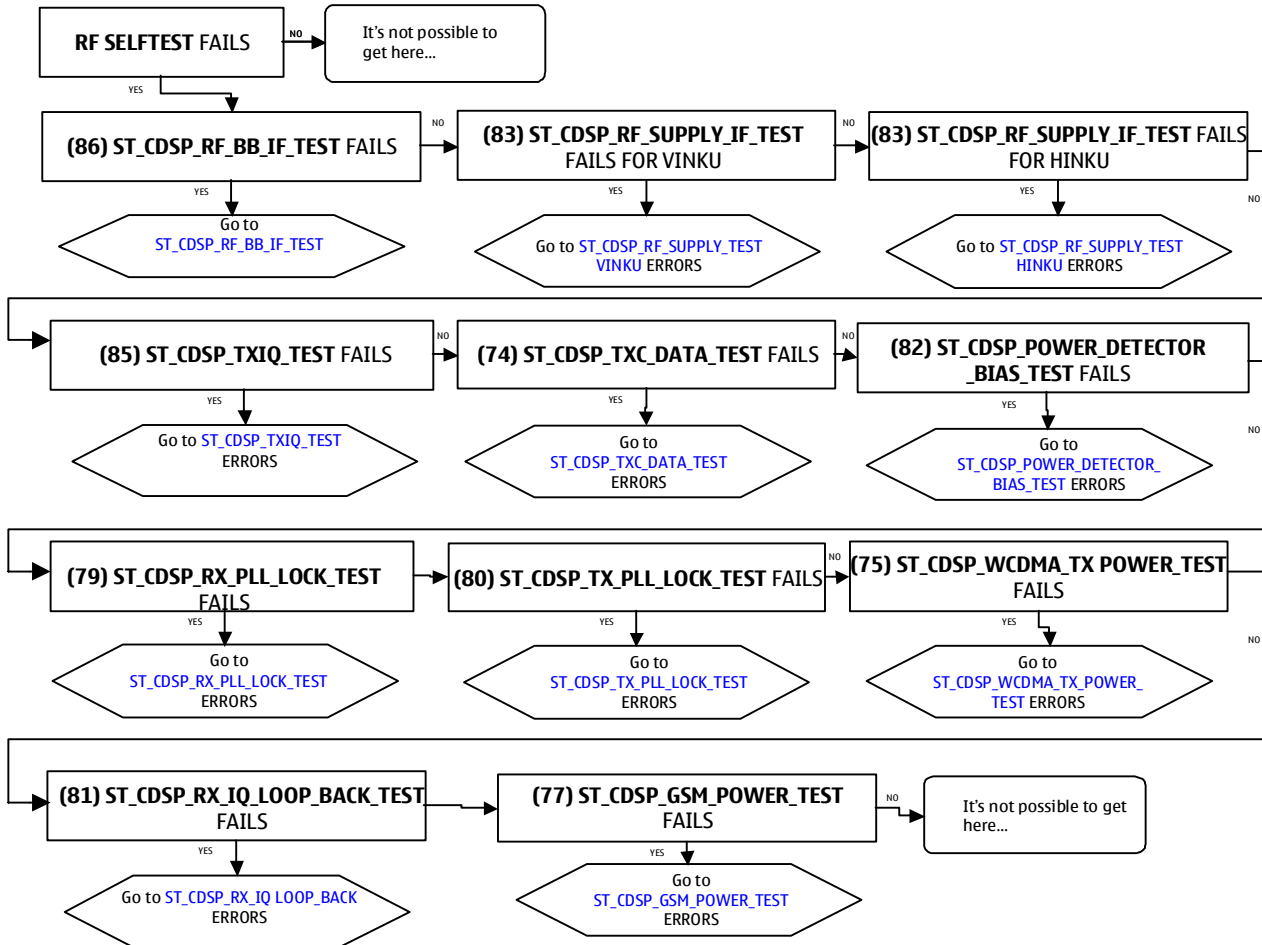 RF SELFTEST FAILS
NO
It's not possible to
get here...
YES
(86) ST_CDSP_RF_BB_IF_TEST FAILS
NO
(83) ST_CDSP_RF_SUPPLY_IF_TEST
FAILS FOR VINKU
NO
(83) ST_CDSP_RF_SUPPLY_IF_TEST FAILS
FOR HINKU
YES
YES
YES
NO
Go to
ST_CDSP_RF_BB_IF_TEST
Go to ST_CDSP_RF_SUPPLY_TEST
VINKU ERRORS
Go to ST_CDSP_RF_SUPPLY_TEST
HINKU ERRORS
(85) ST_CDSP_TXIQ_TEST FAILS
NO
(74) ST_CDSP_TXC_DATA_TEST FAILS
NO
(82) ST_CDSP_POWER_DETECTOR
_BIAS_TEST FAILS
YES
YES
YES
NO
Go to ST_CDSP_TXIQ_TEST
ERRORS
Go to
ST_CDSP_TXC_DATA_TEST
ERRORS
Go to
ST_CDSP_POWER_DETECTOR_
BIAS_TEST ERRORS
(79) ST_CDSP_RX_PLL_LOCK_TEST
FAILS
(80) ST_CDSP_TX_PLL_LOCK_TEST FAILS
NO
(75) ST_CDSP_WCDMA_TX POWER_TEST
FAILS
YES
YES
YES
NO
Go to
ST_CDSP_RX_PLL_LOCK_TEST
ERRORS
Go to
ST_CDSP_TX_PLL_LOCK_TEST
ERRORS
Go to
ST_CDSP_WCDMA_TX_POWER_
TEST ERRORS
(81) ST_CDSP_RX_IQ_LOOP_BACK_TEST
FAILS
(77) ST_CDSP_GSM_POWER_TEST
FAILS
NO
It's not possible to get
here...
YES
YES
Go to ST_CDSP_RX_IQ LOOP_BACK
ERRORS
Go to
ST_CDSP_GSM_POWER_TEST
ERRORS